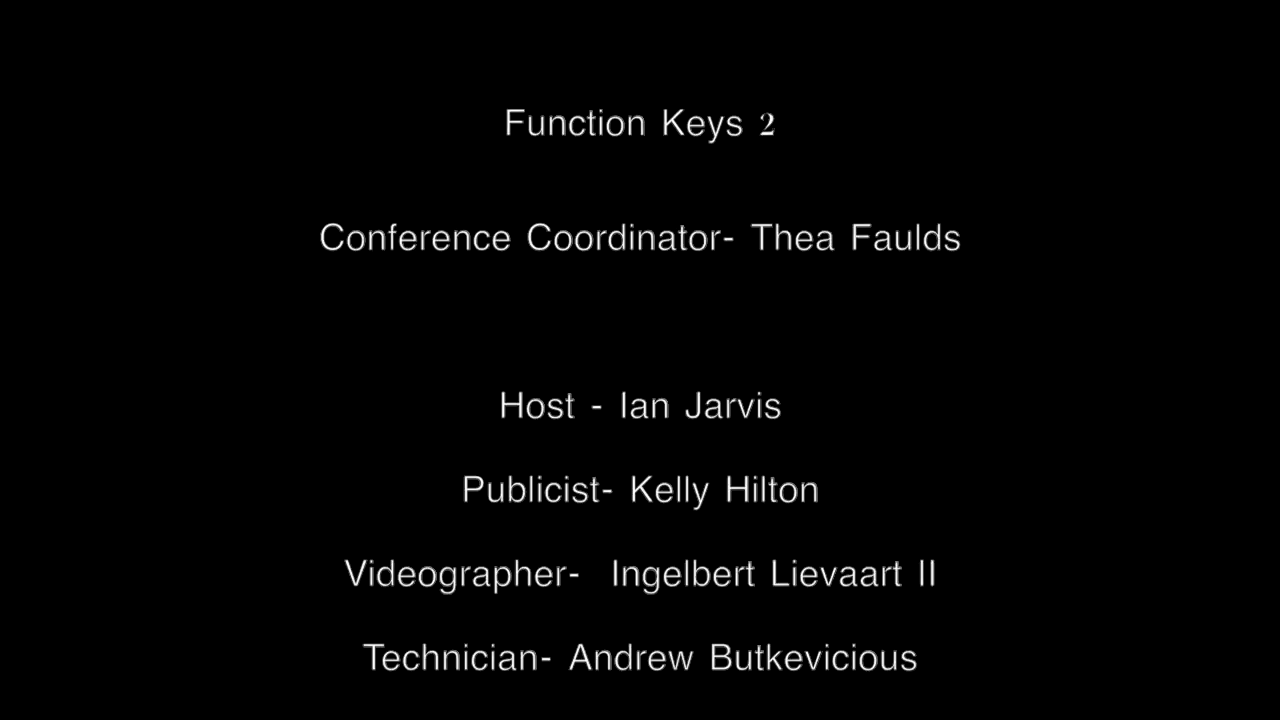 Function Keys 2
Conference Coordinator- Thea Faulds
Host - Ian Jarvis
Publicist- Kelly Hilton
Videographer-  Ingelbert Lievaart II
Technician- Andrew Butkevicious